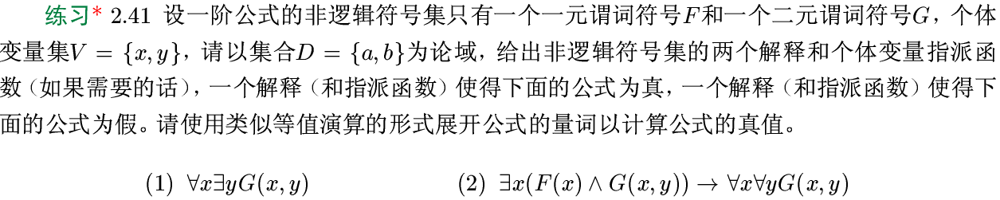 练习* 2.41 设一阶公式的非逻辑符号集只有一个一元谓词符号F和一个二元谓词符号G，个体
变量集V = {x, y}，请以集合D = {a, b}为论域，给出非逻辑符号集的两个解释和个体变量指派函
数（如果需要的话），一个解释（和指派函数）使得下面的公式为真，一个解释（和指派函数）使得下
面的公式为假。请使用类似等值演算的形式展开公式的量词以计算公式的真值。
(1) ∀x∃yG(x, y) (2) ∃x(F(x) ∧ G(x, y)) → ∀x∀yG(x, y)